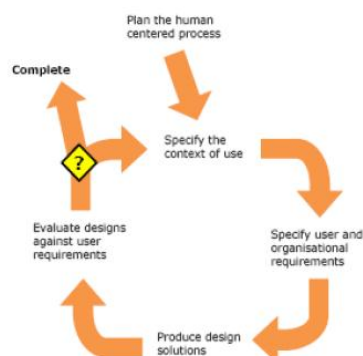 Plan the human
centered process
Complete
?
Specify the
context of use
Evaluate designs
against user
requirements
Specify user and
organisational
requirements
Produce design
solutions